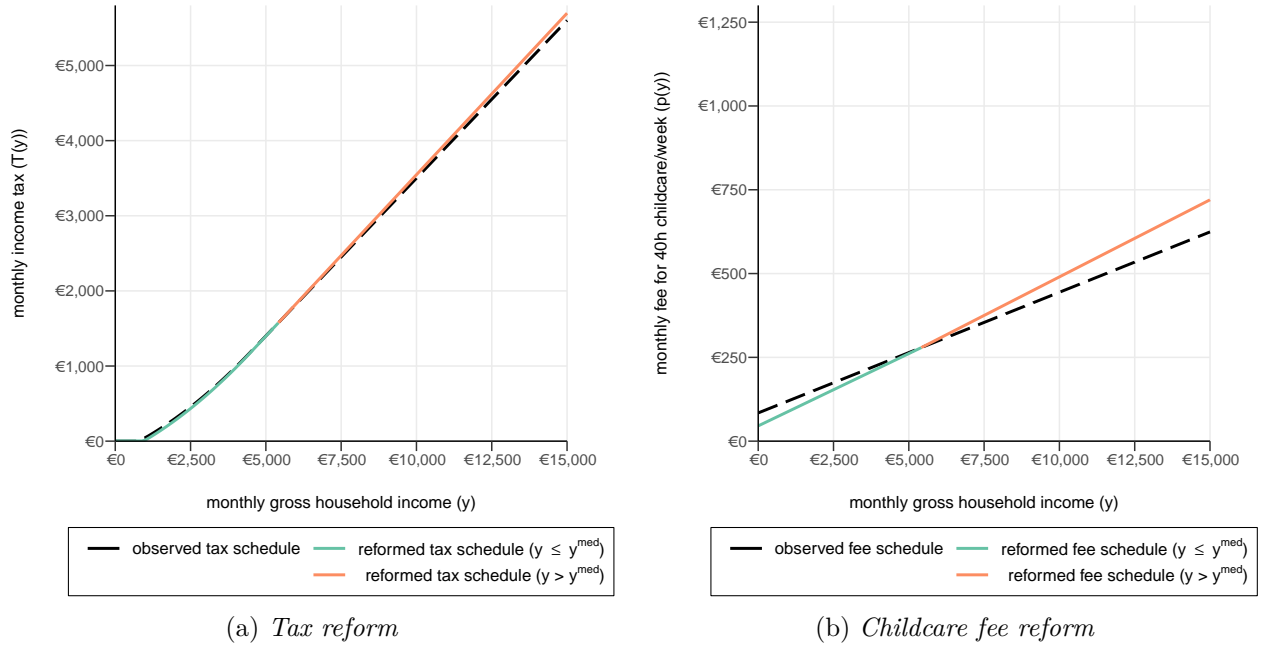 monthly income tax (T(y))
€5,000
€4,000
€3,000
€2,000
€1,000
€0
€0 €2,500 €5,000 €7,500 €10,000 €12,500 €15,000
monthly gross household income (y)
observed tax schedule reformed tax schedule (y ≤ y^med)
reformed tax schedule (y > y^med)
(a) Tax reform
monthly fee for 40h childcare/week (p(y))
€1,250
€1,000
€750
€500
€250
€0
€0 €2,500 €5,000 €7,500 €10,000 €12,500 €15,000
monthly gross household income (y)
observed fee schedule reformed fee schedule (y ≤ y^med)
reformed fee schedule (y > y^med)
(b) Childcare fee reform